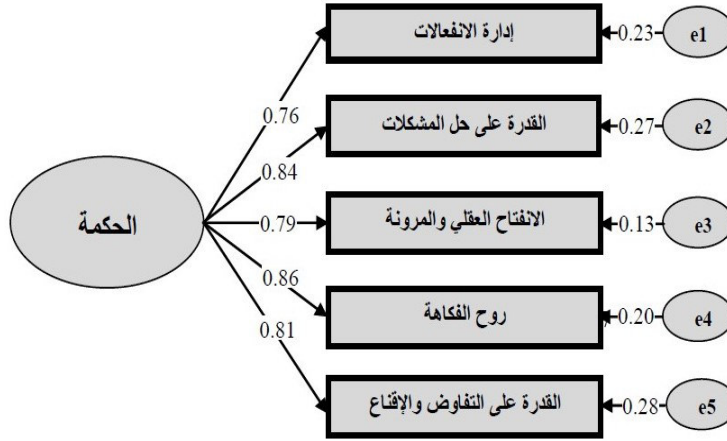 إدارة الانفعالات
0.23
e1
0.76
القدرة على حل المشكلات
0.27
e2
0.84
الحكمة
الانفتاح العقلي والمرونة
0.13
e3
0.79
روح الفكاهة
0.20
e4
0.86
القدرة على التفاوض والإقناع
0.28
e5
0.81